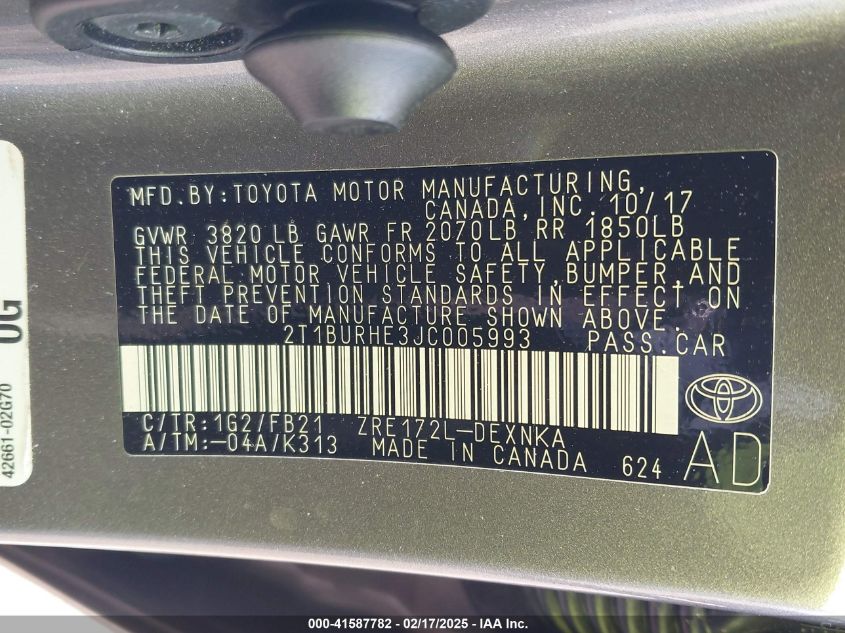 MFD.BY:TOYOTA MOTOR MANUFACTURING,
CANADA, INC. 10/17
GVWR 3820 LB GAWR FR 2070LB RR 1850LB
THIS VEHICLE CONFORMS TO ALL APPLICABLE
FEDERAL MOTOR VEHICLE SAFETY, BUMPER, AND
THEFT PREVENTION STANDARDS IN EFFECT ON
THE DATE OF MANUFACTURE SHOWN ABOVE.
2T1BURHE3JC005993 PASS.CAR
C/TR:1G2/FB21 ZRE172L-DEXNKA
A/TM:-04A/K313 MADE IN CANADA 624 AD
42661-02G70
000-41587782 - 02/17/2025 - IAA Inc.